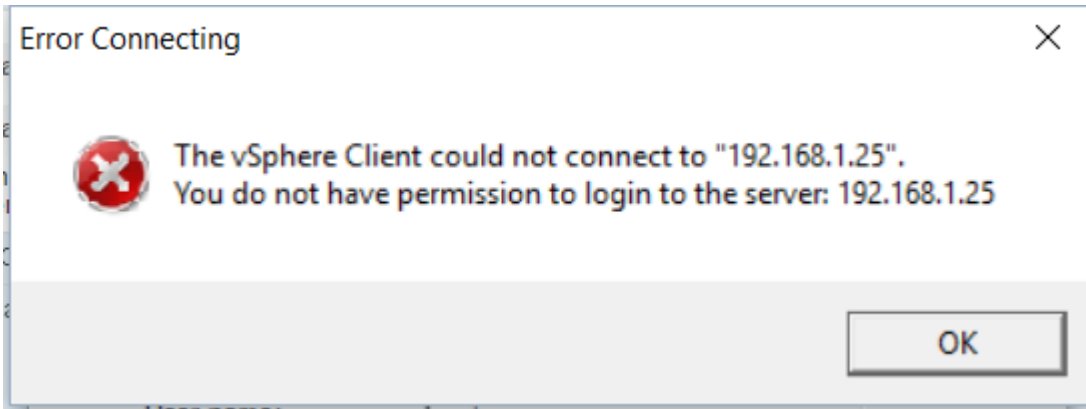 Error Connecting
The vSphere Client could not connect to "192.168.1.25".
You do not have permission to login to the server: 192.168.1.25
OK